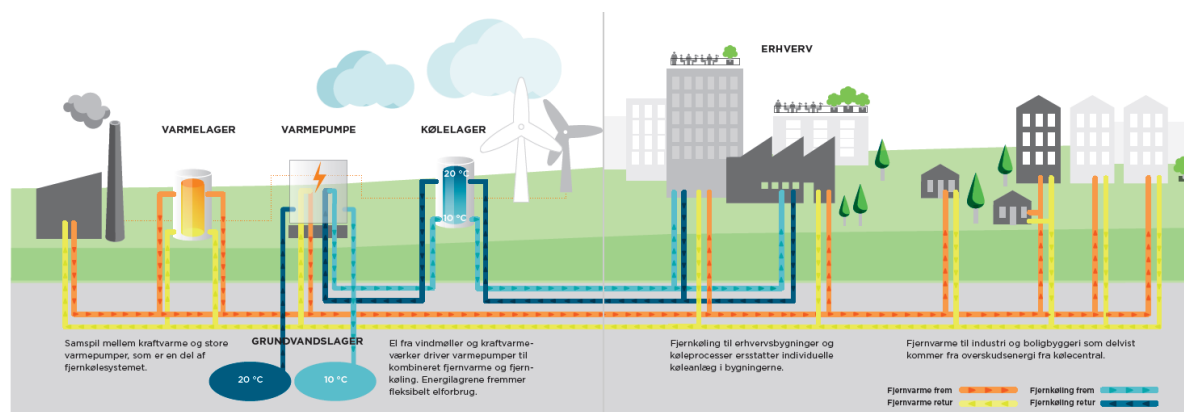 ERHVERV
VARMELAGER
VARMEPUMPE
KØLELAGER
20 °C
10 °C
Samspil mellem kraftvarme og store
varmepumper, som er en del af
fjernkølesystemet.
GRUNDVANDSLAGER
20 °C
10 °C
El fra vindmøller og kraftvarme-
værker driver varmepumper til
kombineret fjernvarme og fjern-
køling. Energilagrene fremmer
fleksibelt elforbrug.
Fjernkøling til erhvervsbygninger og
køleprocesser erstatter individuelle
køleanlæg i bygningerne.
Fjernvarme til industri og boligbyggeri som delvist
kommer fra overskudsenergi fra kølecentral.
Fjernvarme frem
Fjernvarme retur
Fjernkøling frem
Fjernkøling retur